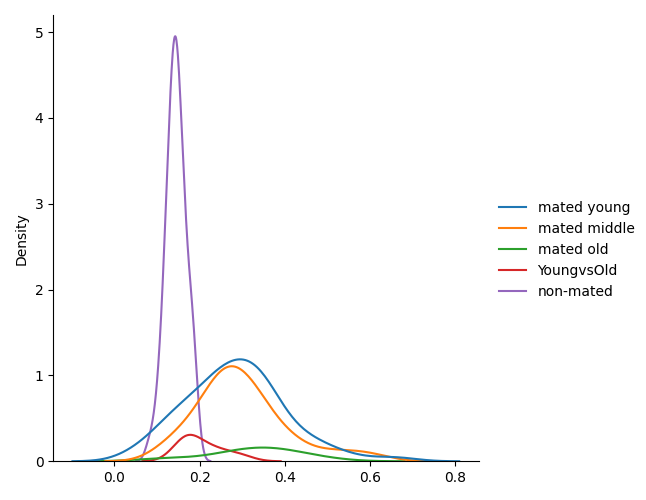 5
4
3
2
1
0
Density
0.0 0.2 0.4 0.6 0.8
mated young
mated middle
mated old
YoungvsOld
non-mated